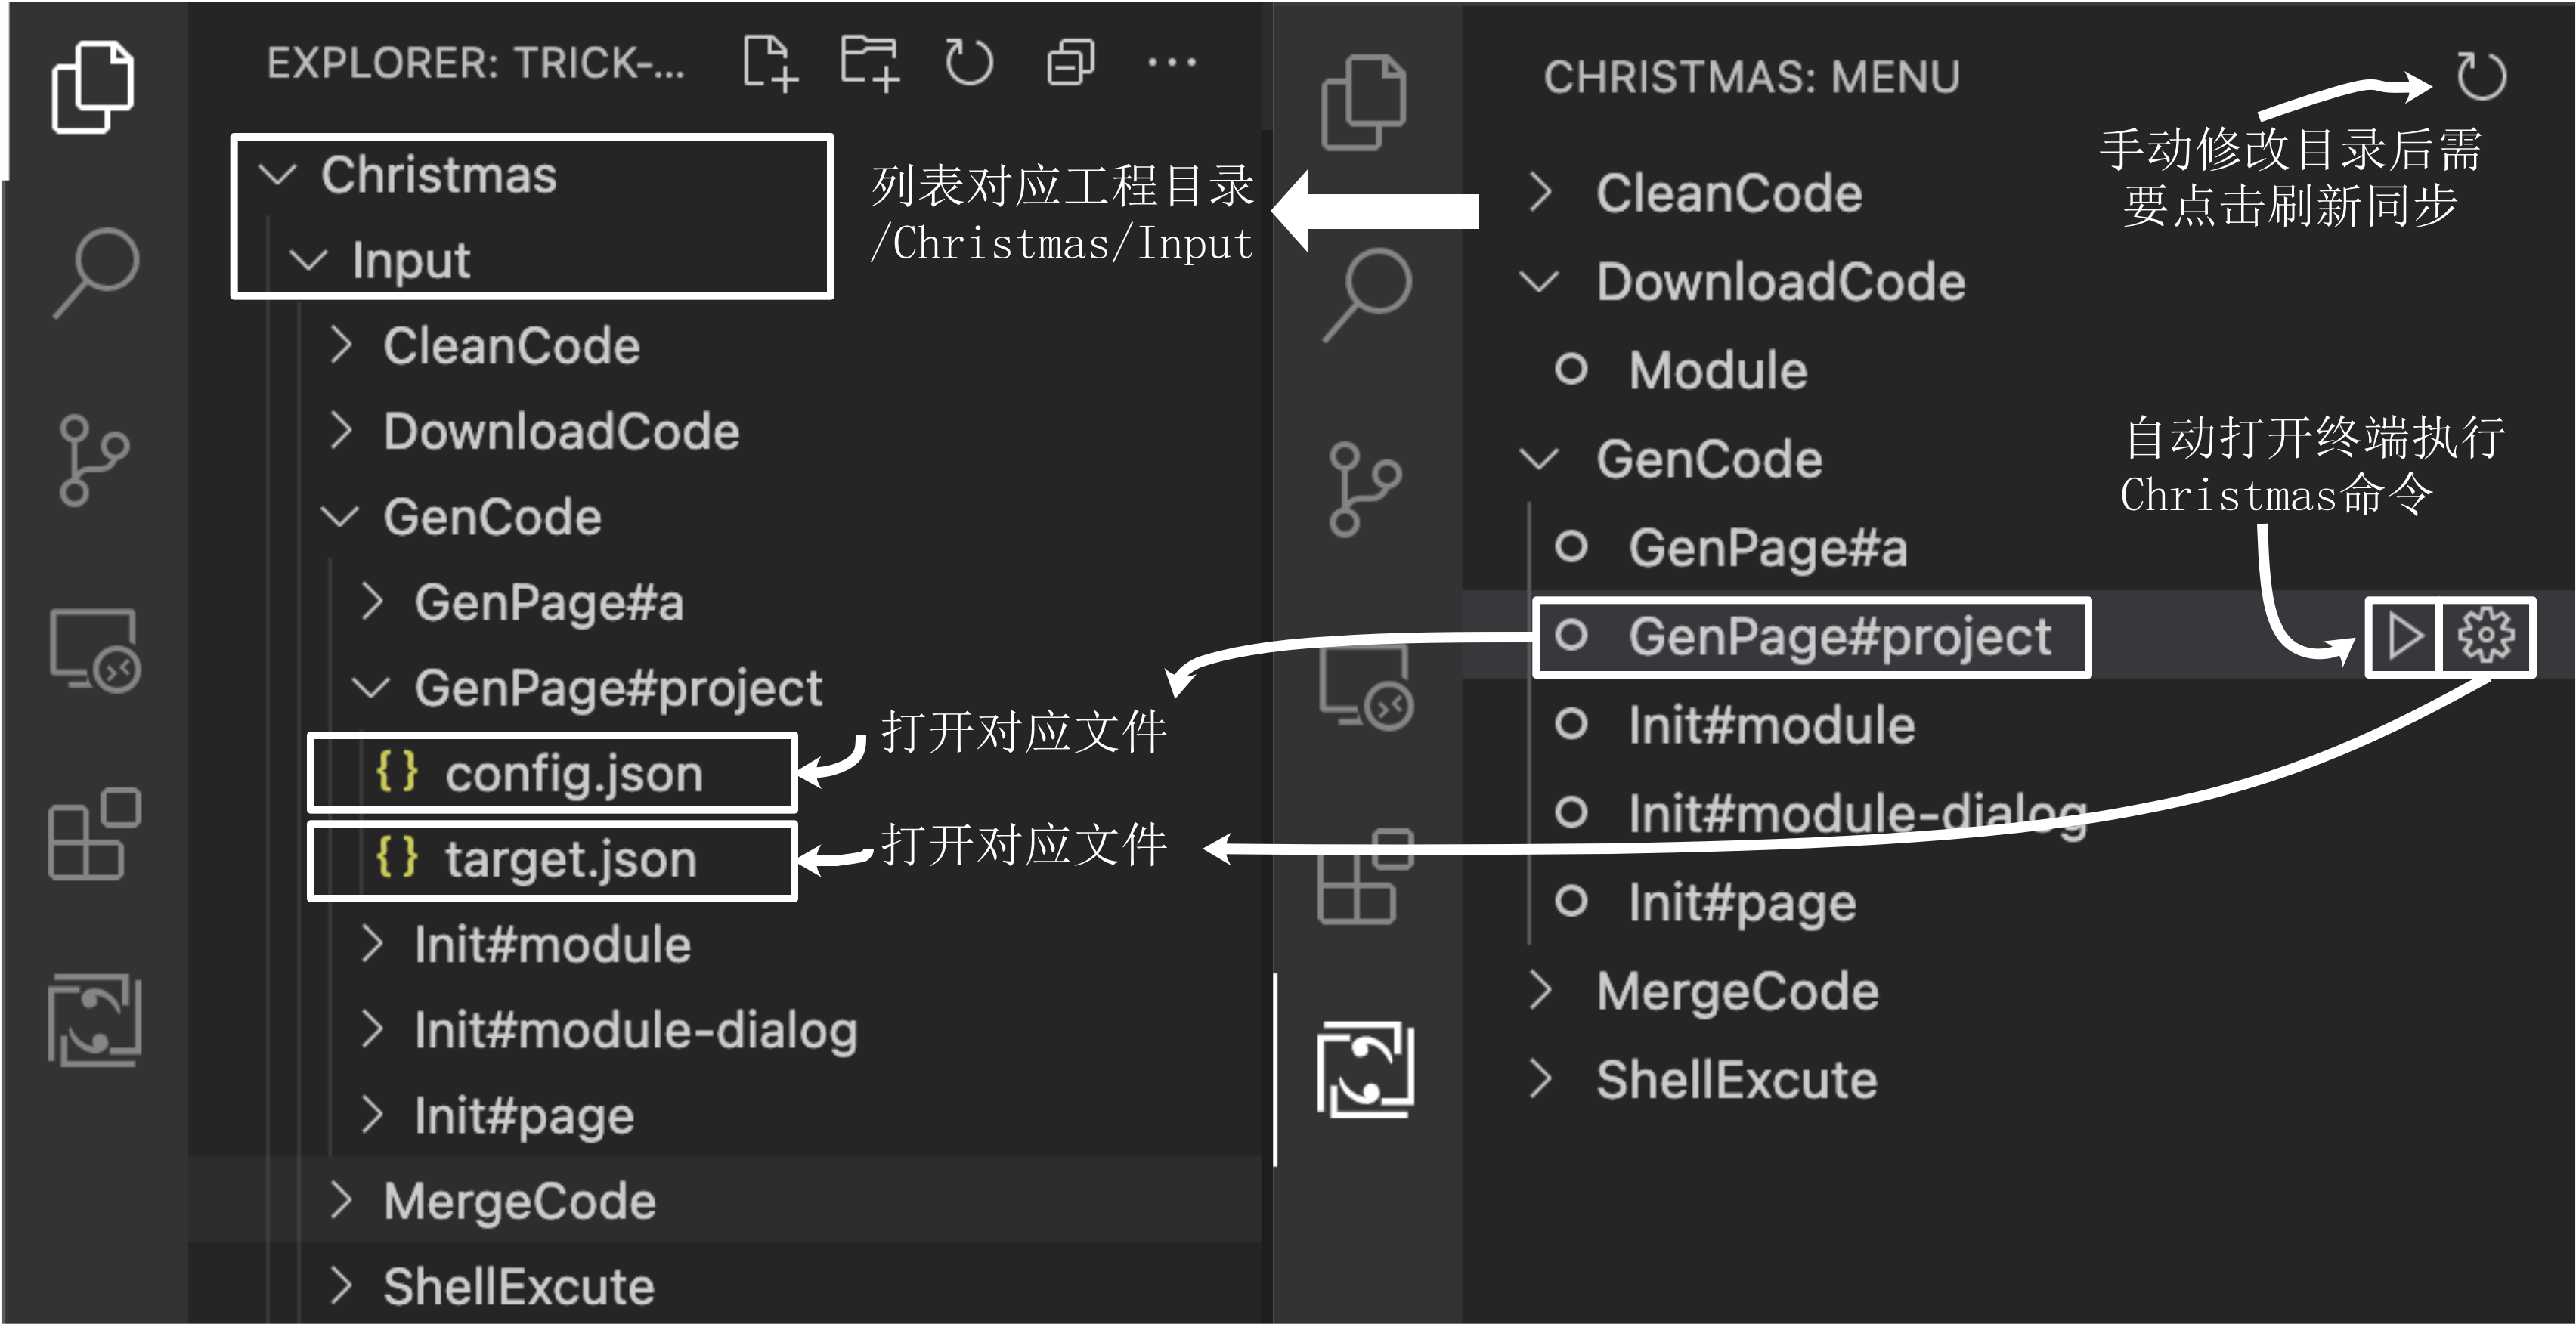 EXPLORER: TRICK-...
Christmas
Input
CleanCode
DownloadCode
GenCode
GenPage#a
GenPage#project
{} config.json
{} target.json
Init#module
Init#module-dialog
Init#page
MergeCode
ShellExcute
列表对应工程目录
/Christmas/Input
打开对应文件
打开对应文件
CHRISTMAS: MENU
手动修改目录后需
要点击刷新同步
CleanCode
DownloadCode
Module
GenCode
自动打开终端执行
Christmas命令
GenPage#a
GenPage#project
Init#module
Init#module-dialog
Init#page
MergeCode
ShellExcute